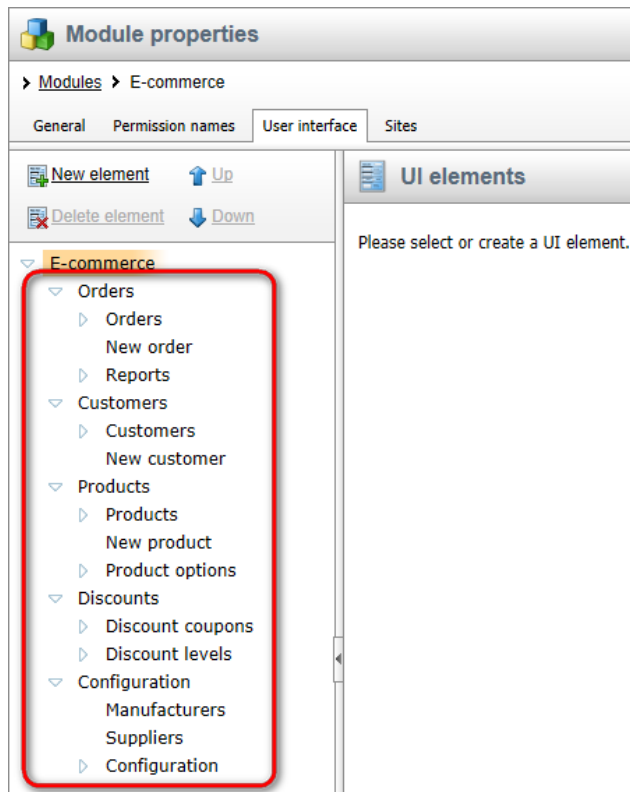 Module properties
Modules > E-commerce
General Permission names User interface Sites
New element Up
Delete element Down
UI elements
Please select or create a UI element.
E-commerce
Orders
Orders
New order
Reports
Customers
Customers
New customer
Products
Products
New product
Product options
Discounts
Discount coupons
Discount levels
Configuration
Manufacturers
Suppliers
Configuration